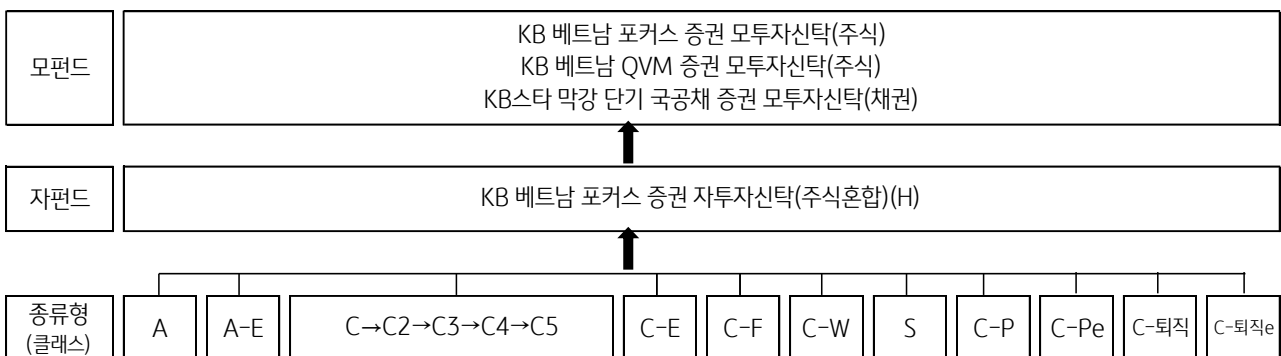 모펀드
KB 베트남 포커스 증권 모투자신탁(주식)
KB 베트남 QVM 증권 모투자신탁(주식)
KB스타 막강 단기 국공채 증권 모투자신탁(채권)
자펀드
KB 베트남 포커스 증권 자투자신탁(주식혼합)(H)
종류형
(클래스)
A
A-E
C→C2→C3→C4→C5
C-E
C-F
C-W
S
C-P
C-Pe
C-퇴직
C-퇴직e